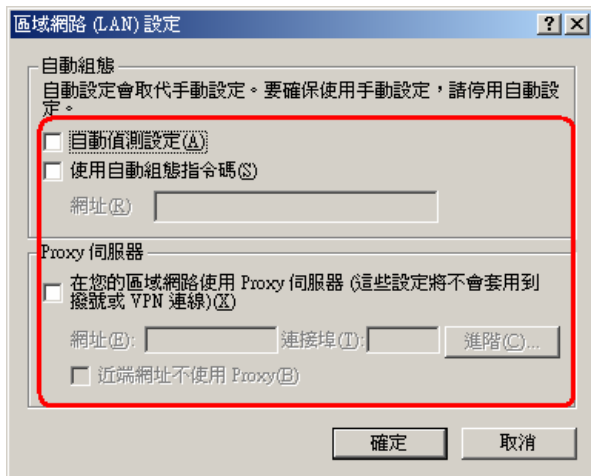 區域網路 (LAN) 設定
自動組態
自動設定會取代手動設定。要確保使用手動設定，請停用自動設
定。
自動偵測設定(A)
使用自動組態指令碼(S)
網址(R)
Proxy 伺服器
在您的區域網路使用 Proxy 伺服器 (這些設定將不會套用到
撥號或 VPN 連線)(X)
網址(E): 連接埠(T): 進階(C)...
近端網址不使用 Proxy(B)
確定 取消